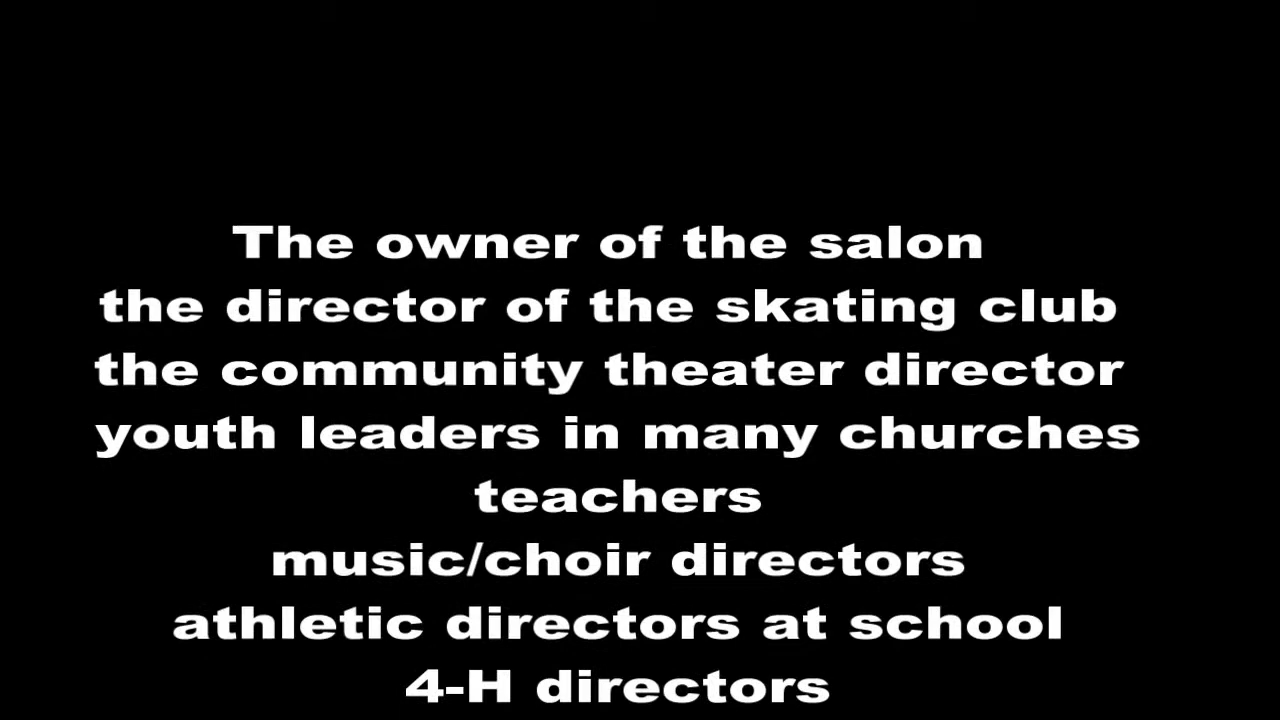 The owner of the salon
the director of the skating club
the community theater director
youth leaders in many churches
teachers
music/choir directors
athletic directors at school
4-H directors